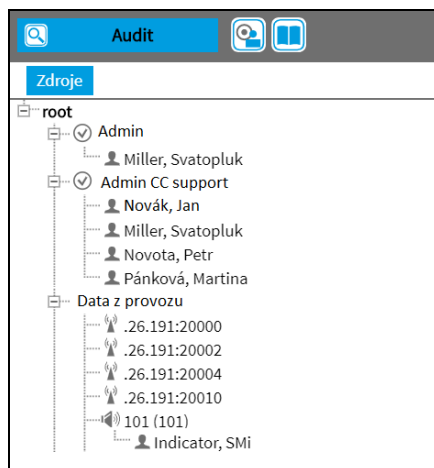 Audit
Zdroje
root
Admin
Miller, Svatopluk
Admin CC support
Novák, Jan
Miller, Svatopluk
Novota, Petr
Pánková, Martina
Data z provozu
.26.191:20000
.26.191:20002
.26.191:20004
.26.191:20010
101 (101)
Indicator, SMi